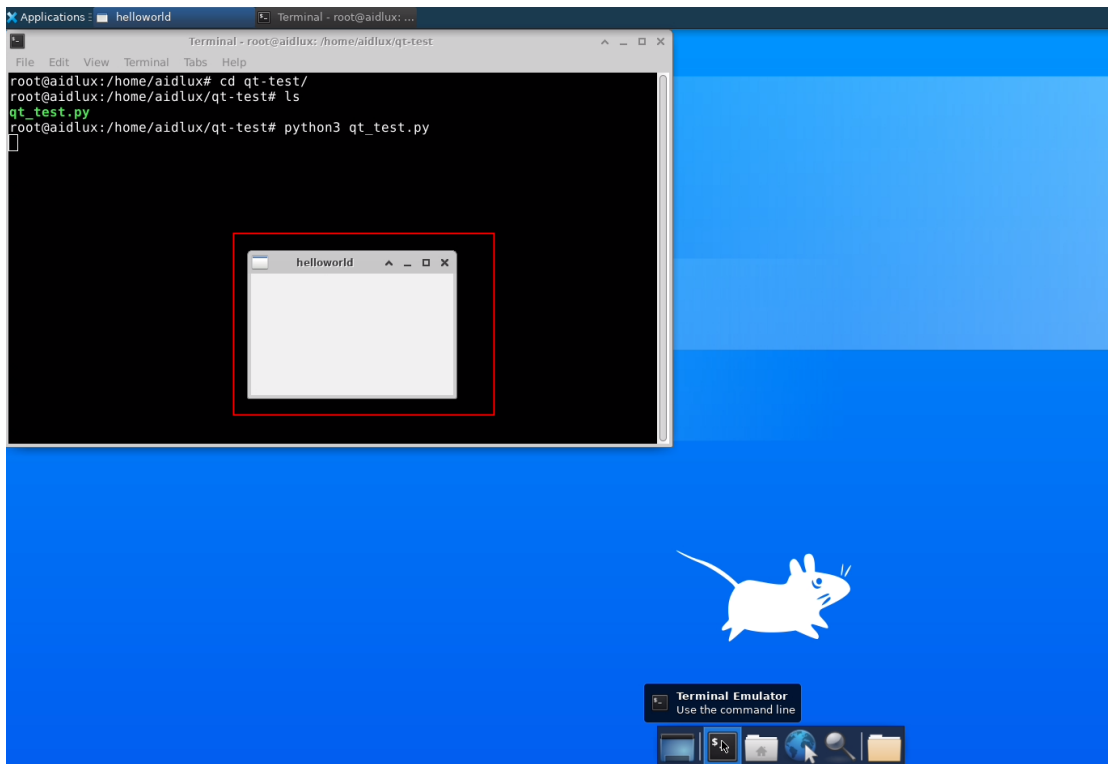 Applications helloworld Terminal - root@aidlux: ...
Terminal - root@aidlux: /home/aidlux/qt-test
File Edit View Terminal Tabs Help
root@aidlux:/home/aidlux# cd qt-test/
root@aidlux:/home/aidlux/qt-test# ls
qt_test.py
root@aidlux:/home/aidlux/qt-test# python3 qt_test.py
helloworld
Terminal Emulator
Use the command line